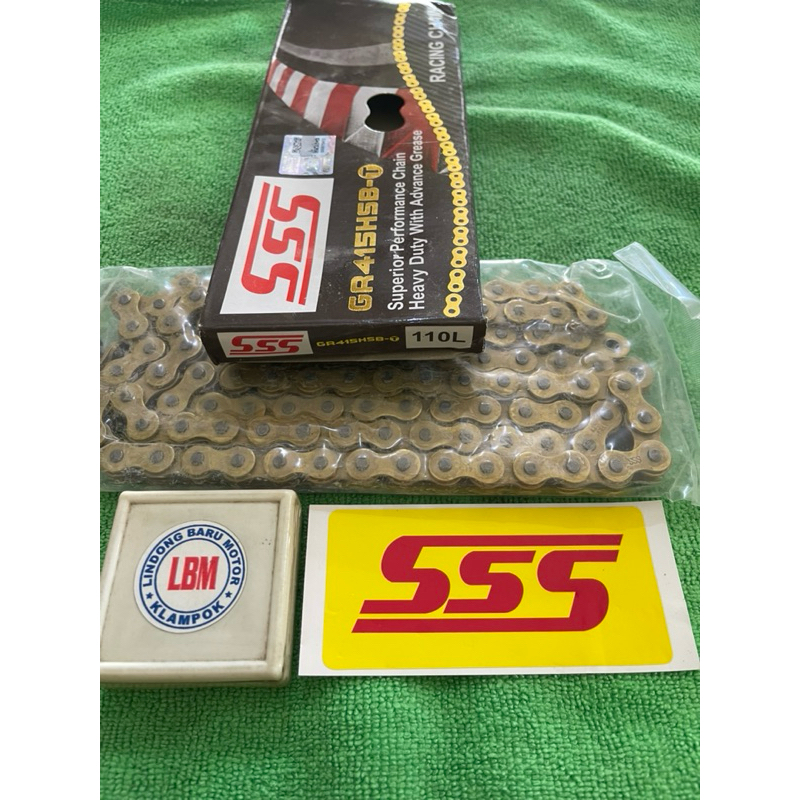 RACING
SSS
GR415HSB-T
Superior Performance Chain
Heavy Duty With Advance Grease
SSS
GR415HSB-T
110L
LINDONG BARU MOTOR
LBM
KLAMPOK
SSS